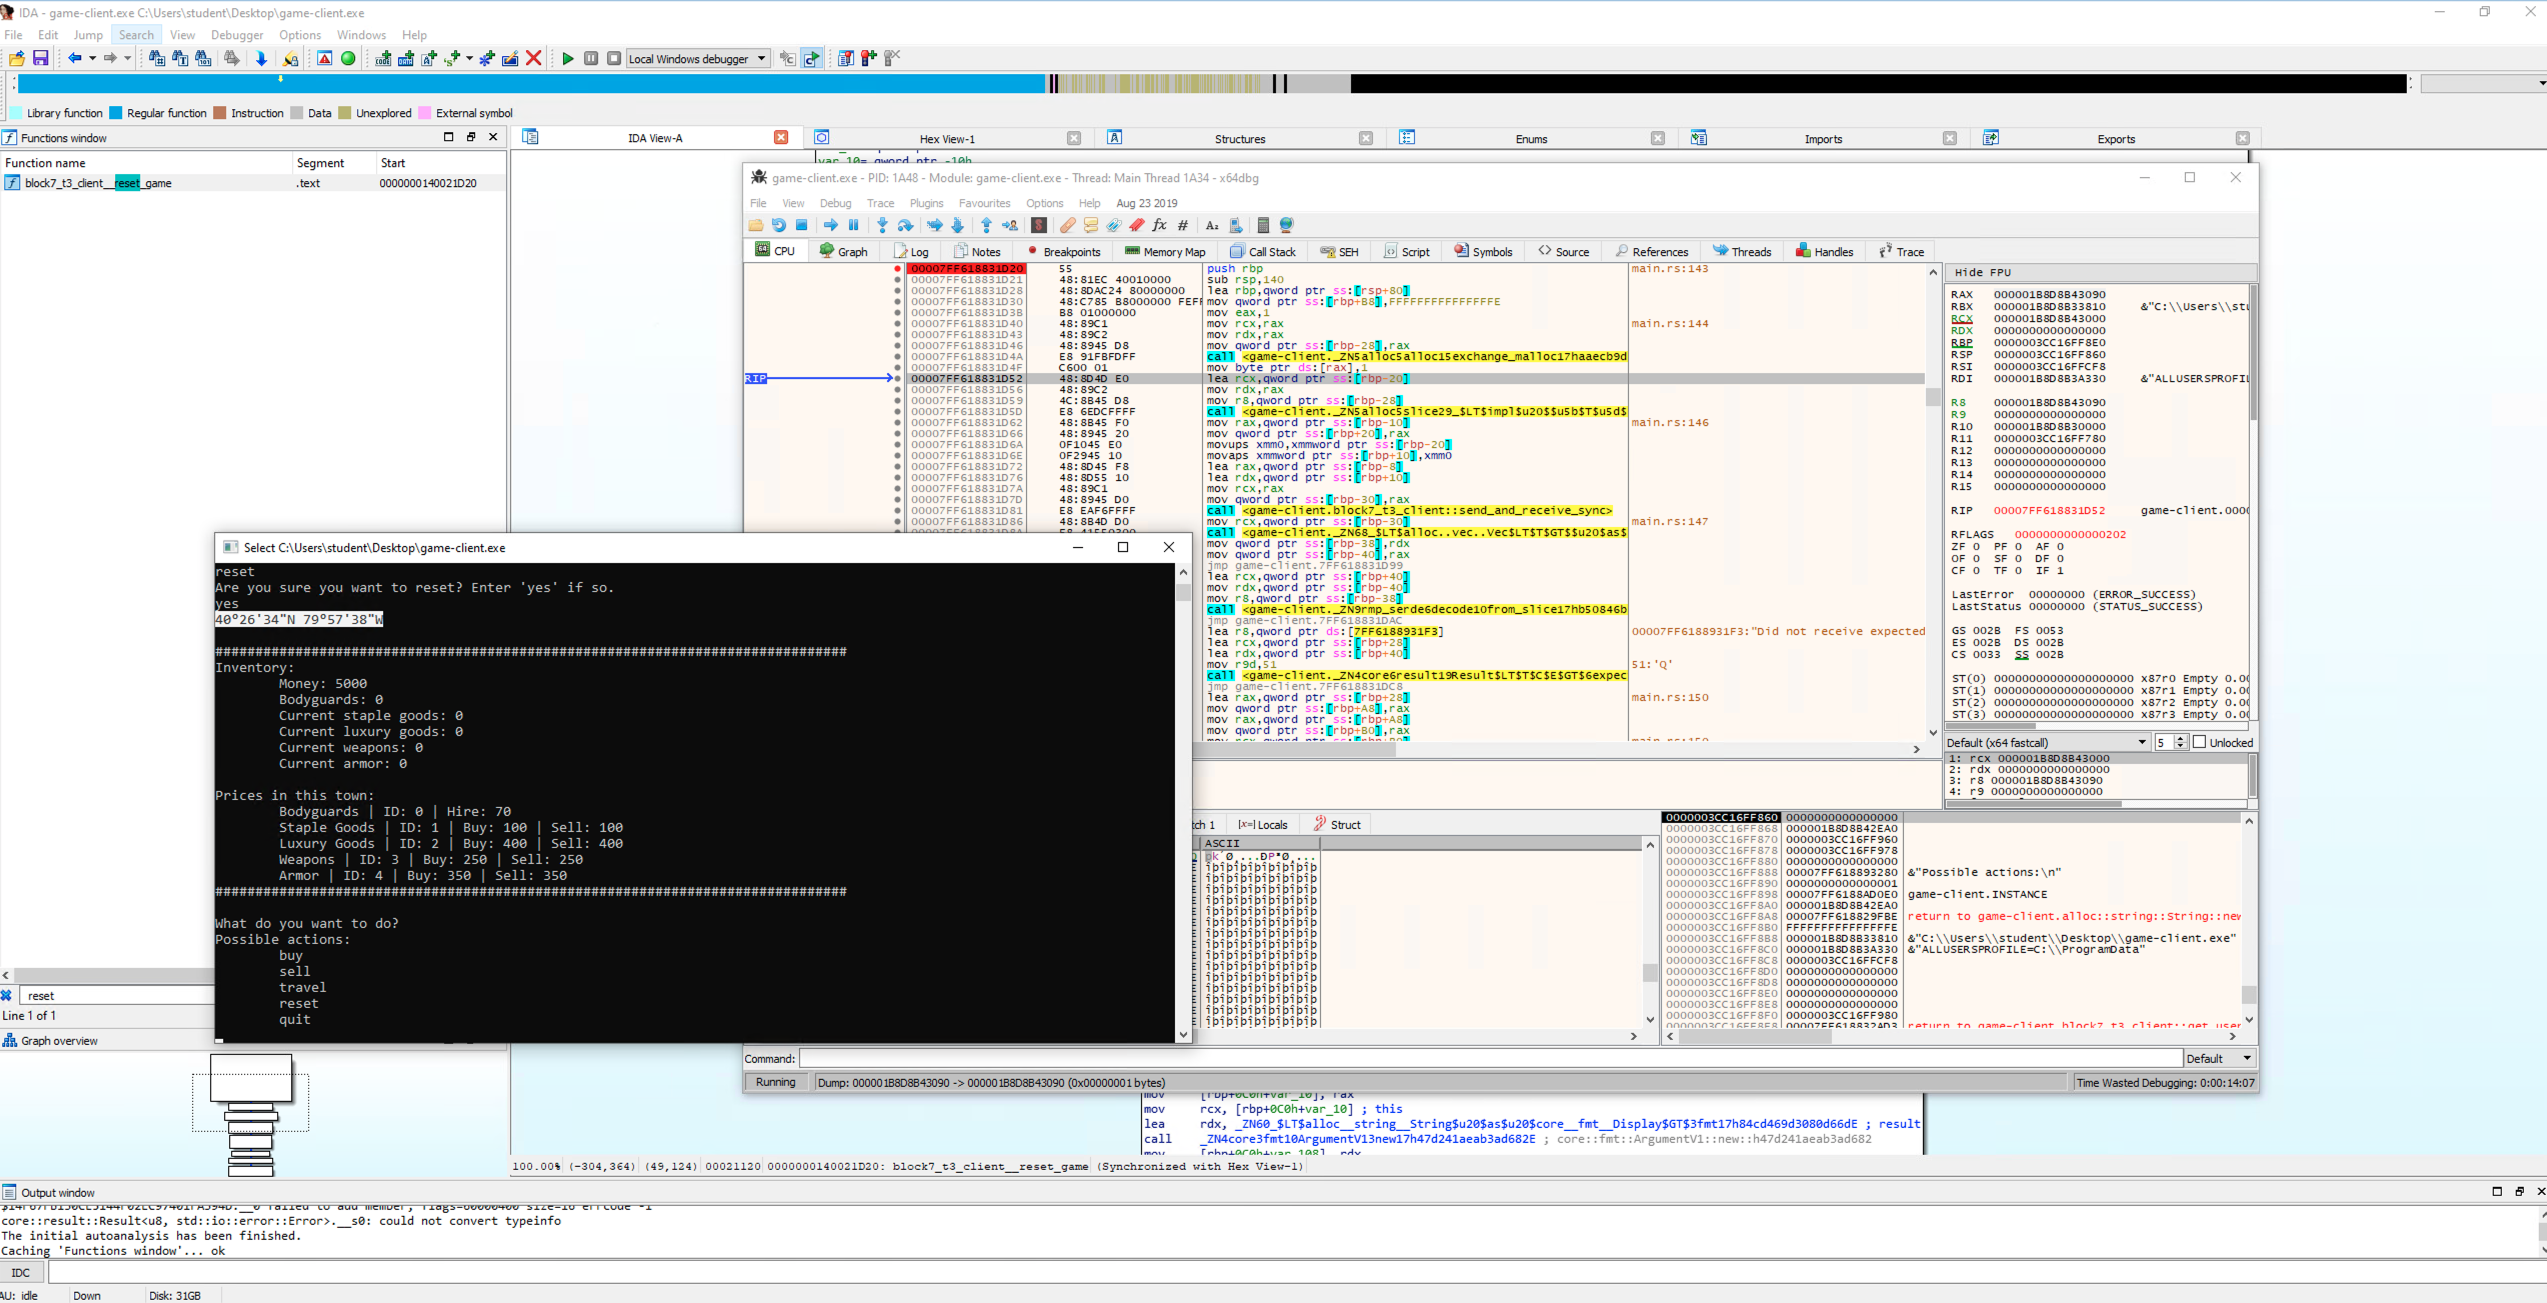 IDA - game-client.exe C:\Users\student\Desktop\game-client.exe
File Edit Jump Search View Debugger Options Windows Help
Local Windows debugger
Library function Regular function Instruction Data Unexplored External symbol
Functions window
IDA View-A Hex View-1 Structures Enums Imports Exports
Function name Segment Start
block7_t3_client__reset_game .text 0000000140021D20
game-client.exe - PID: 1A48 - Module: game-client.exe - Thread: Main Thread 1A34 - x64dbg
File View Debug Trace Plugins Favourites Options Help Aug 23 2019
CPU Graph Log Notes Breakpoints Memory Map Call Stack SEH Script Symbols Source References Threads Handles Trace
00007FF618831D20 55 push rbp main.rs:143
00007FF618831D21 48:81EC 40010000 sub rsp,140
00007FF618831D28 48:8DAC24 80000000 lea rbp,qword ptr ss:[rsp+80]
00007FF618831D30 48:C785 B8000000 FEFF mov qword ptr ss:[rbp+B8],FFFFFFFFFFFFFFFE
00007FF618831D3B B8 01000000 mov eax,1
00007FF618831D40 48:89C1 mov rcx,rax main.rs:144
00007FF618831D43 48:89C2 mov rdx,rax
00007FF618831D46 48:8945 D8 mov qword ptr ss:[rbp-28],rax
00007FF618831D4A E8 91FBFDFF call <game-client._ZN5alloc5alloc15exchange_malloc17haaecb9d
00007FF618831D4F C600 01 mov byte ptr ds:[rax],1
RIP 00007FF618831D52 48:8D4D E0 lea rcx,qword ptr ss:[rbp-20]
00007FF618831D56 48:89C2 mov rdx,rax
00007FF618831D59 4C:8B45 D8 mov r8,qword ptr ss:[rbp-28]
00007FF618831D5D E8 6EDCFFFF call <game-client._ZN5alloc5slice29_$LT$impl$u20$$u5b$T$u5d$
00007FF618831D62 48:8B45 F0 mov rax,qword ptr ss:[rbp-10] main.rs:146
00007FF618831D66 48:8945 20 mov qword ptr ss:[rbp+20],rax
00007FF618831D6A 0F1045 E0 movups xmm0,xmmword ptr ss:[rbp-20]
00007FF618831D6E 0F2945 10 movaps xmmword ptr ss:[rbp+10],xmm0
00007FF618831D72 48:8D45 F8 lea rax,qword ptr ss:[rbp-8]
00007FF618831D76 48:8D55 10 lea rdx,qword ptr ss:[rbp+10]
00007FF618831D7A 48:89C1 mov rcx,rax
00007FF618831D7D 48:8945 D0 mov qword ptr ss:[rbp-30],rax
00007FF618831D81 E8 EAF6FFFF call <game-client.block7_t3_client::send_and_receive_sync>
00007FF618831D86 48:8B4D D0 mov rcx,qword ptr ss:[rbp-30] main.rs:147
call <game-client._ZN68_$LT$alloc..vec..Vec$LT$T$GT$$u20$as$
mov qword ptr ss:[rbp-38],rdx
mov qword ptr ss:[rbp-40],rax
jmp game-client.7FF618831D99
lea rcx,qword ptr ss:[rbp+40]
mov rdx,qword ptr ss:[rbp-40]
mov r8,qword ptr ss:[rbp-38]
call <game-client._ZN9rmp_serde6decode10from_slice17hb50846b
jmp game-client.7FF618831DAC
lea r8,qword ptr ds:[7FF6188931F3] 00007FF6188931F3:"Did not receive expected
lea rcx,qword ptr ss:[rbp+28]
lea rdx,qword ptr ss:[rbp+40]
mov r9d,51 51:'Q'
call <game-client._ZN4core6result19Result$LT$T$C$E$GT$6expec
jmp game-client.7FF618831DC8
lea rax,qword ptr ss:[rbp+28] main.rs:150
mov qword ptr ss:[rbp+A8],rax
mov rax,qword ptr ss:[rbp+A8]
mov qword ptr ss:[rbp+B0],rax
Hide FPU
RAX 000001B8D8B43090
RBX 000001B8D8B33810 &"C:\\Users\\stu
RCX 000001B8D8B43000
RDX 0000000000000000
RBP 0000003CC16FF8E0
RSP 0000003CC16FF860
RSI 0000003CC16FFCF8
RDI 000001B8D8B3A330 &"ALLUSERSPROFIL
R8 000001B8D8B43090
R9 0000000000000000
R10 000001B8D8B30000
R11 0000003CC16FF780
R12 0000000000000000
R13 0000000000000000
R14 0000000000000000
R15 0000000000000000
RIP 00007FF618831D52 game-client.0000
RFLAGS 0000000000000202
ZF 0 PF 0 AF 0
OF 0 SF 0 DF 0
CF 0 TF 0 IF 1
LastError 00000000 (ERROR_SUCCESS)
LastStatus 00000000 (STATUS_SUCCESS)
GS 002B FS 0053
ES 002B DS 002B
CS 0033 SS 002B
ST(0) 00000000000000000000 x87r0 Empty 0.00
ST(1) 00000000000000000000 x87r1 Empty 0.00
ST(2) 00000000000000000000 x87r2 Empty 0.00
ST(3) 00000000000000000000 x87r3 Empty 0.00
Default (x64 fastcall) 5 Unlocked
1: rcx 000001B8D8B43000
2: rdx 0000000000000000
3: r8 000001B8D8B43090
4: r9 0000000000000000
Select C:\Users\student\Desktop\game-client.exe
reset
Are you sure you want to reset? Enter 'yes' if so.
yes
40°26'34"N 79°57'38"W
###############################################################################
Inventory:
Money: 5000
Bodyguards: 0
Current staple goods: 0
Current luxury goods: 0
Current weapons: 0
Current armor: 0
Prices in this town:
Bodyguards | ID: 0 | Hire: 70
Staple Goods | ID: 1 | Buy: 100 | Sell: 100
Luxury Goods | ID: 2 | Buy: 400 | Sell: 400
Weapons | ID: 3 | Buy: 250 | Sell: 250
Armor | ID: 4 | Buy: 350 | Sell: 350
###############################################################################
What do you want to do?
Possible actions:
buy
sell
travel
reset
quit
tch 1 [x=] Locals Struct
ASCII
0000003CC16FF860 0000000000000000
0000003CC16FF868 000001B8D8B42EA0
0000003CC16FF870 0000003CC16FF960
0000003CC16FF878 0000003CC16FF978
0000003CC16FF880 0000000000000000
0000003CC16FF888 00007FF618893280 &"Possible actions:\n"
0000003CC16FF890 0000000000000001
0000003CC16FF898 00007FF6188AD0E0 game-client.INSTANCE
0000003CC16FF8A0 000001B8D8B42EA0
0000003CC16FF8A8 00007FF618829FBE return to game-client.alloc::string::String::new
0000003CC16FF8B0 FFFFFFFFFFFFFFFE
0000003CC16FF8B8 000001B8D8B33810 &"C:\\Users\\student\\Desktop\\game-client.exe"
0000003CC16FF8C0 000001B8D8B3A330 &"ALLUSERSPROFILE=C:\\ProgramData"
0000003CC16FF8C8 0000003CC16FFCF8
0000003CC16FF8D0 0000000000000000
0000003CC16FF8D8 0000000000000000
0000003CC16FF8E0 0000000000000000
0000003CC16FF8E8 0000000000000000
0000003CC16FF8F0 0000003CC16FF980
reset
Line 1 of 1
Graph overview
Command: Default
Running Dump: 000001B8D8B43090 -> 000001B8D8B43090 (0x00000001 bytes) Time Wasted Debugging: 0:00:14:07
mov [rbp+0C0h+var_10], rax
mov rcx, [rbp+0C0h+var_10] ; this
lea rdx, _ZN60_$LT$alloc__string__String$u20$as$u20$core__fmt__Display$GT$3fmt17h84cd469d3080d66dE ; result
call _ZN4core3fmt10ArgumentV13new17h47d241aeab3ad682E ; core::fmt::ArgumentV1::new::h47d241aeab3ad682
mov [rbp+0C0h+var_108], rdx
100.00% (-304,364) (49,124) 00021120 0000000140021D20: block7_t3_client__reset_game (Synchronized with Hex View-1)
Output window
core::result::Result<u8, std::io::error::Error>.__s0: could not convert typeinfo
The initial autoanalysis has been finished.
Caching 'Functions window'... ok
IDC
AU: idle Down Disk: 31GB